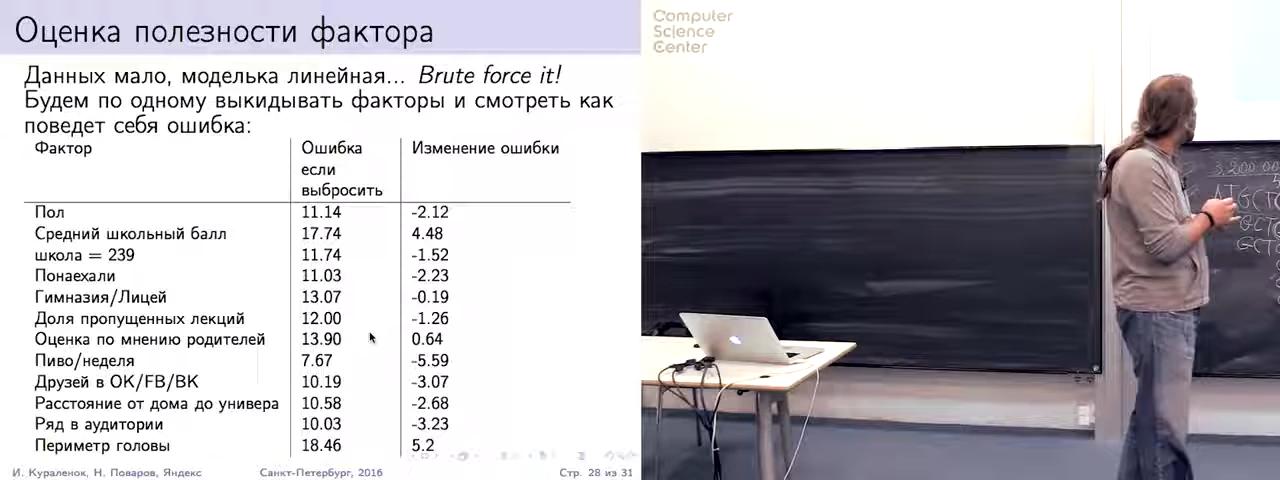 Оценка полезности фактора
Данных мало, моделька линейная... Brute force it!
Будем по одному выкидывать факторы и смотреть как
поведет себя ошибка:
Фактор Ошибка если выбросить Изменение ошибки
Пол 11.14 -2.12
Средний школьный балл 17.74 4.48
школа = 239 11.74 -1.52
Понаехали 11.03 -2.23
Гимназия/Лицей 13.07 -0.19
Доля пропущенных лекций 12.00 -1.26
Оценка по мнению родителей 13.90 0.64
Пиво/неделя 7.67 -5.59
Друзей в ОК/FB/ВК 10.19 -3.07
Расстояние от дома до универа 10.58 -2.68
Ряд в аудитории 10.03 -3.23
Периметр головы 18.46 5.2
И. Кураленок, Н. Поваров, Яндекс Санкт-Петербург, 2016 Стр. 28 из 31
Computer
Science
Center